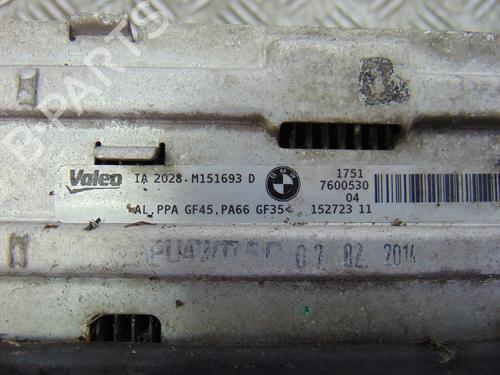 B-PARTS
Valeo
IA 2028.M151693 D
BMW
1751
7600530
04
>AL,PPA GF45,PA66 GF35<
152723 11
07 02. 2014